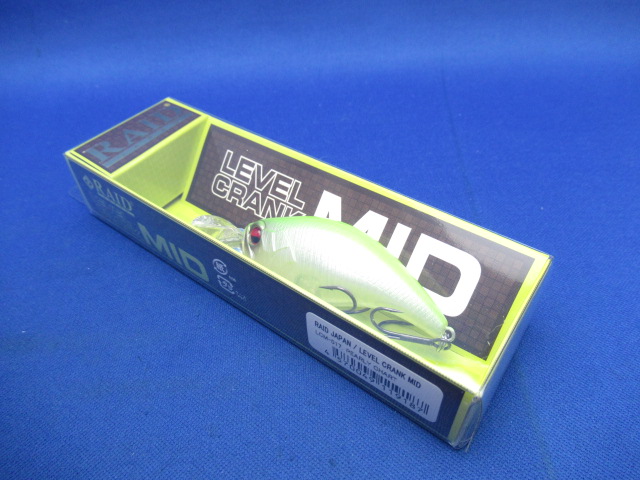 RAID
LEVEL
CRANK
MID
RAID
MID
RAID JAPAN / LEVEL CRANK MID